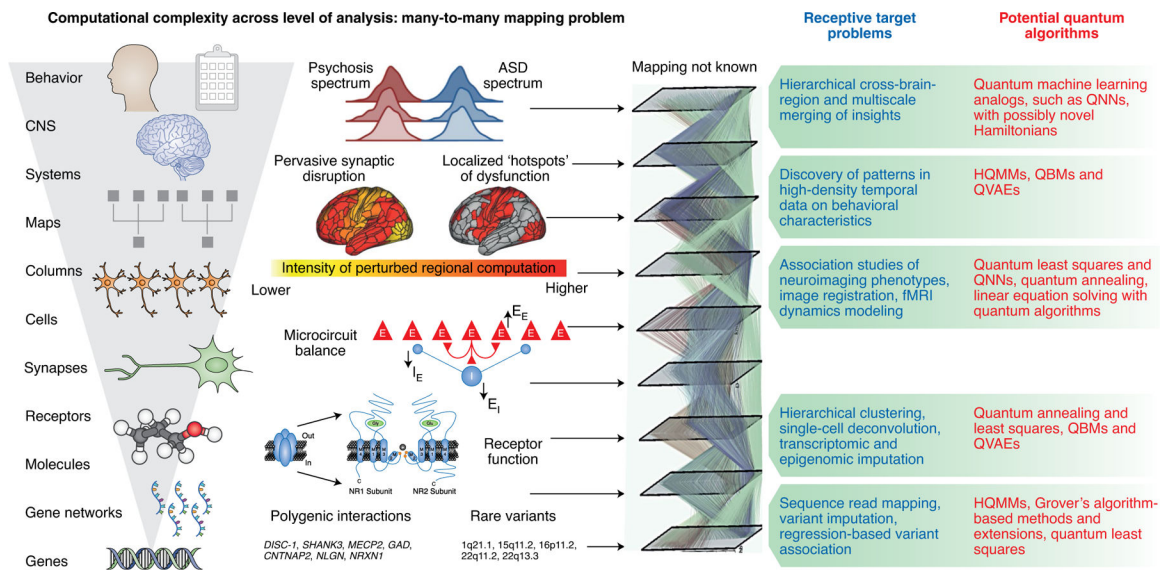 Computational complexity across level of analysis: many-to-many mapping problem
Receptive target
problems
Potential quantum
algorithms
Behavior
CNS
Systems
Maps
Columns
Cells
Synapses
Receptors
Molecules
Gene networks
Genes
Psychosis
spectrum
ASD
spectrum
Pervasive synaptic
disruption
Localized ‘hotspots’
of dysfunction
Intensity of perturbed regional computation
Lower
Higher
Microcircuit
balance
E E E E E E E
E_E
I_E
I
E_I
Out
In
Gly
Glu
NR1 Subunit
NR2 Subunit
C
C
Receptor
function
Polygenic interactions
DISC-1, SHANK3, MECP2, GAD,
CNTNAP2, NLGN, NRXN1
Rare variants
1q21.1, 15q11.2, 16p11.2,
22q11.2, 22q13.3
Mapping not known
Hierarchical cross-brain-
region and multiscale
merging of insights
Quantum machine learning
analogs, such as QNNs,
with possibly novel
Hamiltonians
Discovery of patterns in
high-density temporal
data on behavioral
characteristics
HQMMs, QBMs and
QVAEs
Association studies of
neuroimaging phenotypes,
image registration, fMRI
dynamics modeling
Quantum least squares and
QNNs, quantum annealing,
linear equation solving with
quantum algorithms
Hierarchical clustering,
single-cell deconvolution,
transcriptomic and
epigenomic imputation
Quantum annealing and
least squares, QBMs and
QVAEs
Sequence read mapping,
variant imputation,
regression-based variant
association
HQMMs, Grover’s algorithm-
based methods and
extensions, quantum least
squares